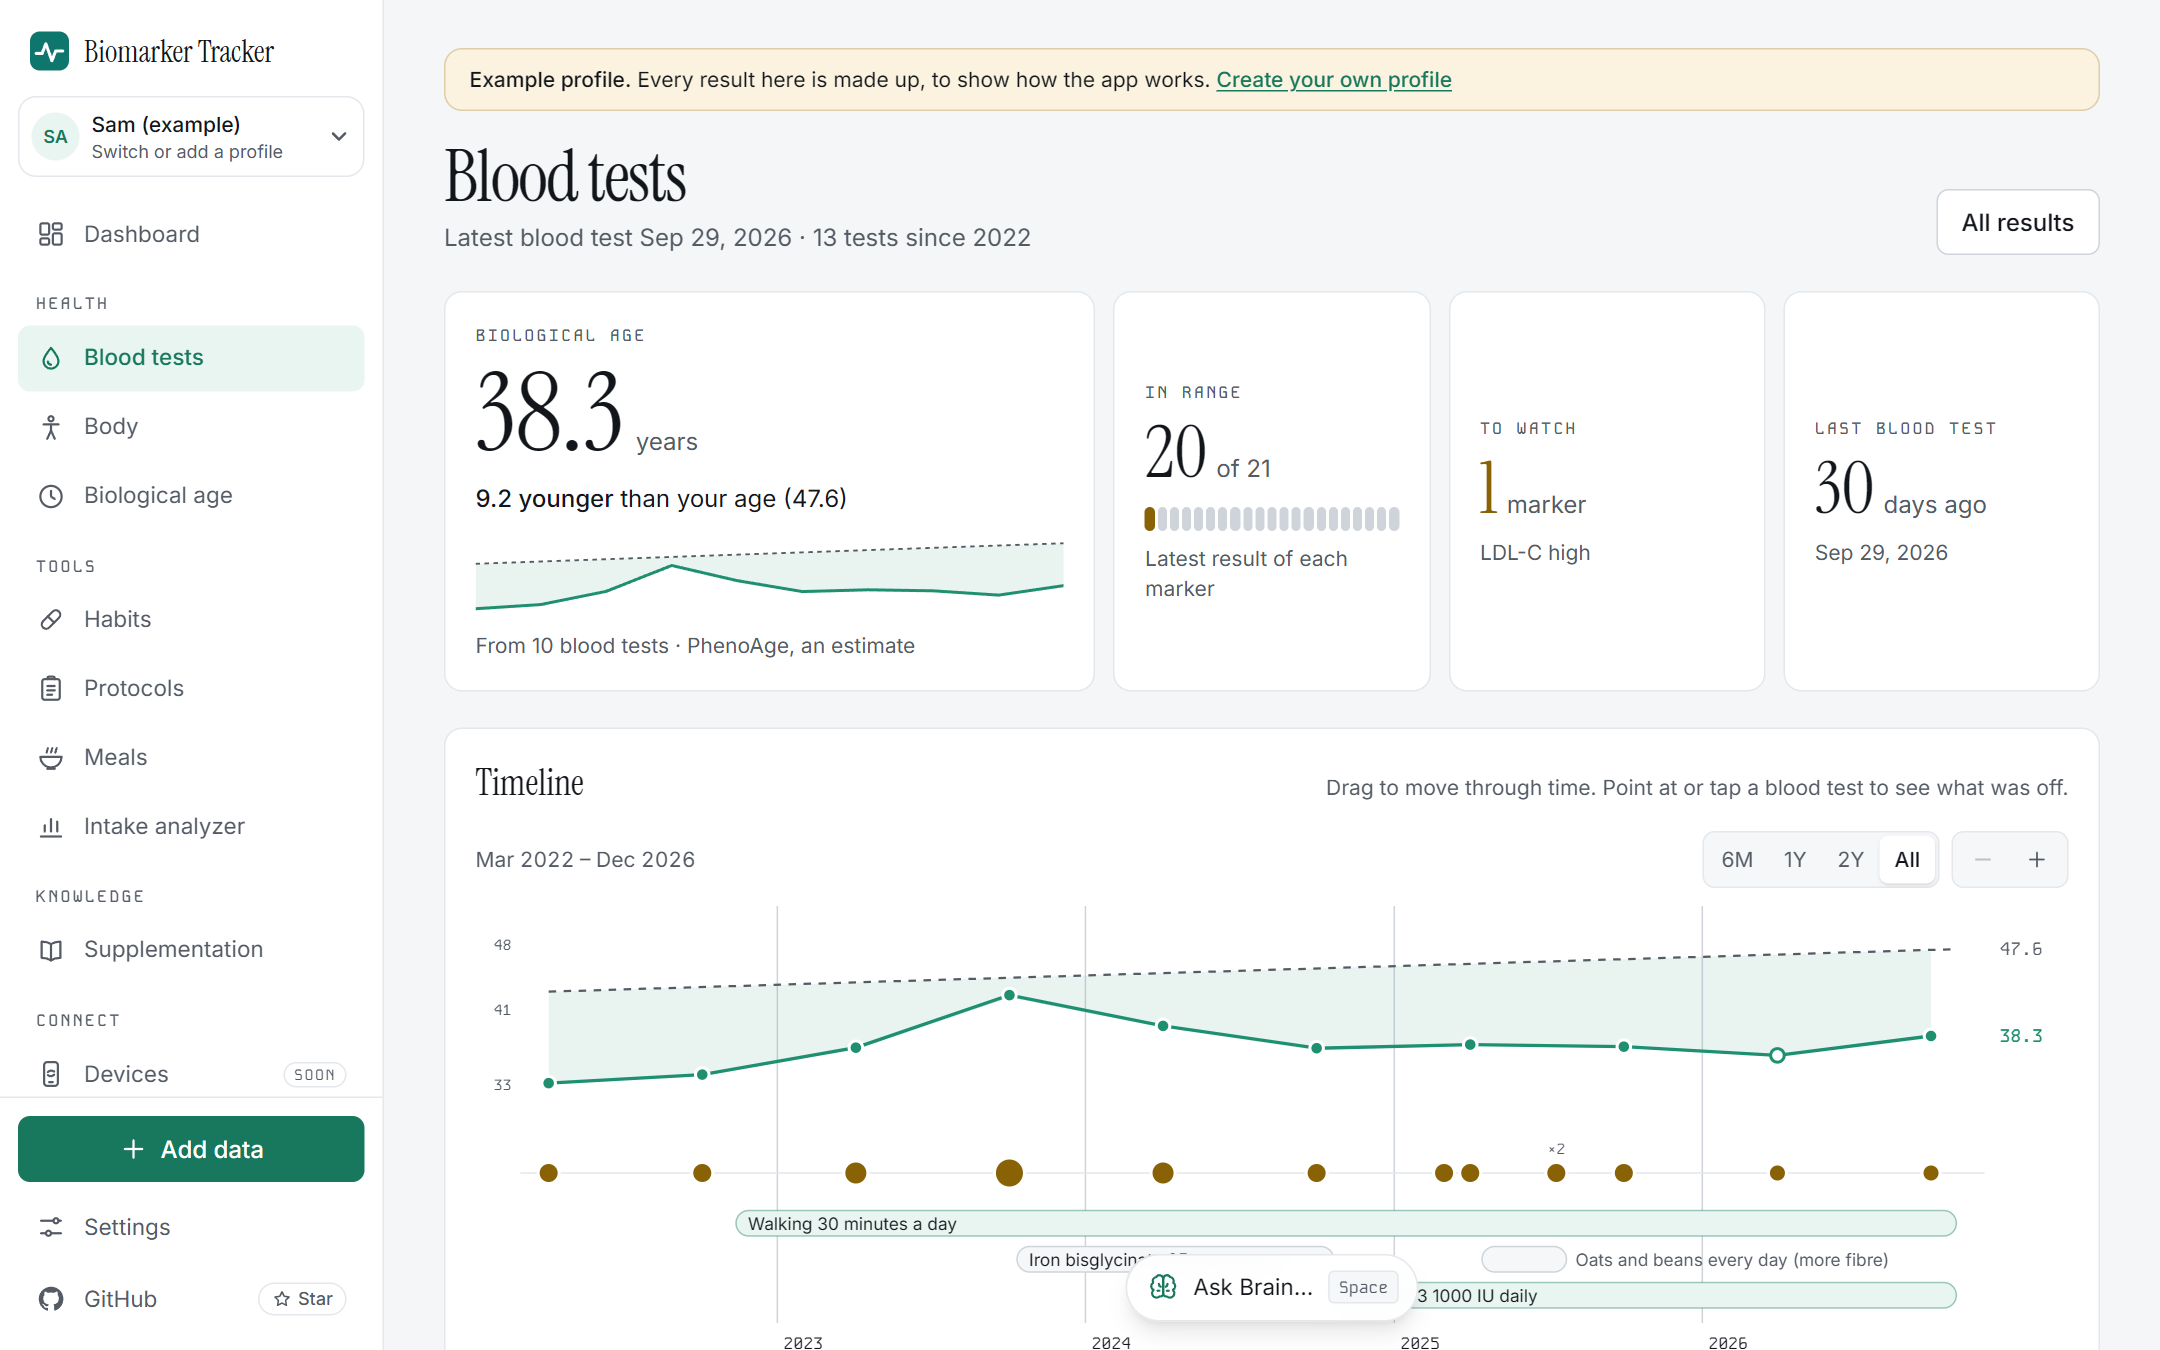 Biomarker Tracker
SA
Sam (example)
Switch or add a profile
Dashboard
HEALTH
Blood tests
Body
Biological age
TOOLS
Habits
Protocols
Meals
Intake analyzer
KNOWLEDGE
Supplementation
CONNECT
Devices
SOON
+ Add data
Settings
GitHub
Star
Example profile. Every result here is made up, to show how the app works. Create your own profile
Blood tests
Latest blood test Sep 29, 2026 · 13 tests since 2022
All results
BIOLOGICAL AGE
38.3 years
9.2 younger than your age (47.6)
From 10 blood tests · PhenoAge, an estimate
IN RANGE
20 of 21
Latest result of each
marker
TO WATCH
1 marker
LDL-C high
LAST BLOOD TEST
30 days ago
Sep 29, 2026
Timeline
Drag to move through time. Point at or tap a blood test to see what was off.
Mar 2022 – Dec 2026
6M
1Y
2Y
All
− +
48
47.6
41
38.3
33
×2
Walking 30 minutes a day
Iron
Oats and beans every day (more fibre)
Ask Brain...
Space
3 1000 IU daily
2023
2024
2025
2026